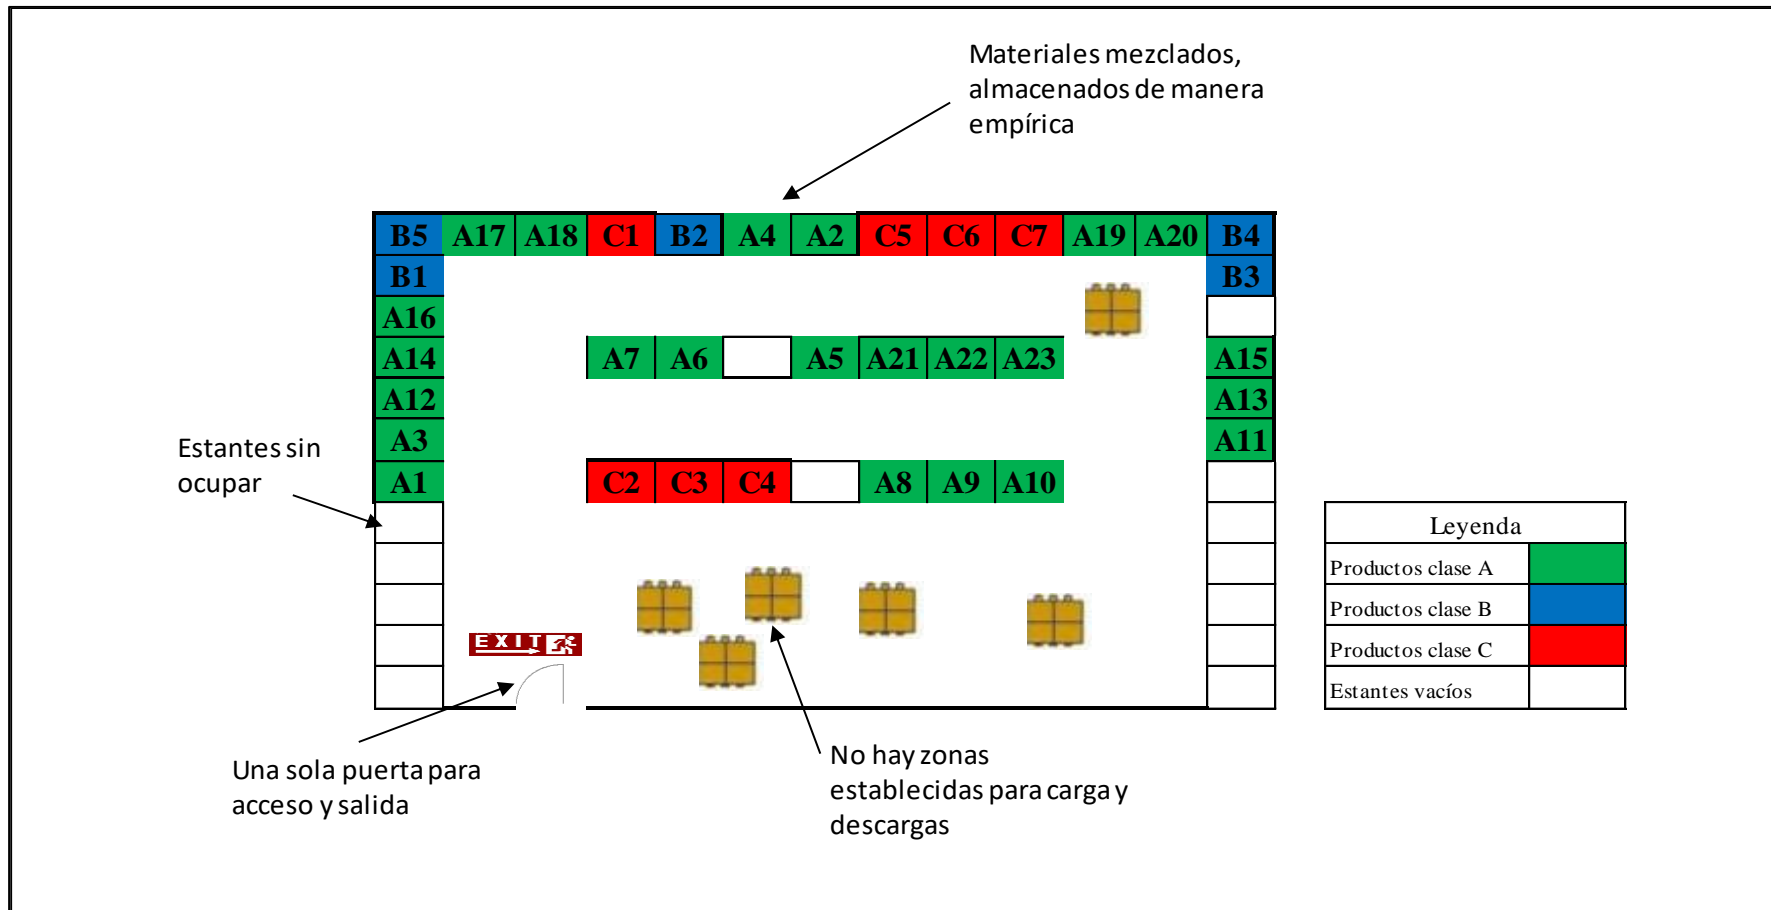 Materiales mezclados,
almacenados de manera
empírica
B5 A17 A18 C1 B2 A4 A2 C5 C6 C7 A19 A20 B4
B1 B3
A16
A14 A7 A6 A5 A21 A22 A23 A15
A12 A13
A3 A11
A1 C2 C3 C4 A8 A9 A10
Estantes sin
ocupar
EXIT
Leyenda
Productos clase A
Productos clase B
Productos clase C
Estantes vacíos
Una sola puerta para
acceso y salida
No hay zonas
establecidas para carga y
descargas